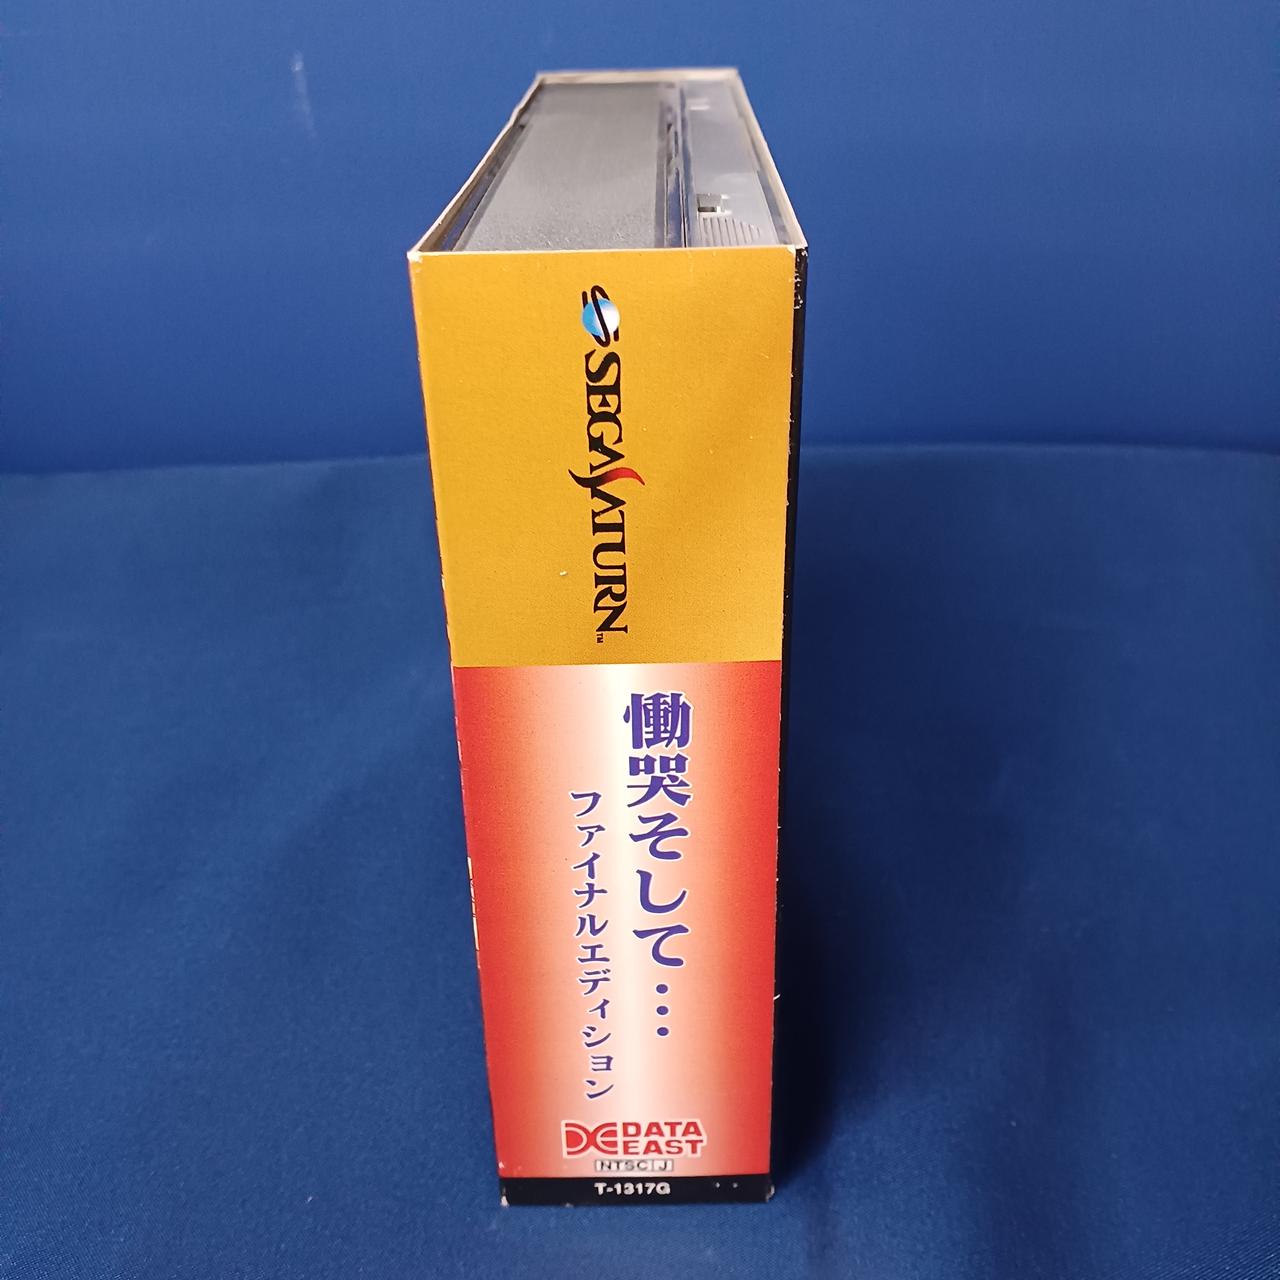 SEGA SATURN™
慟哭そして…
ファイナルエディション
DATA EAST
NTSC J
T-1317G